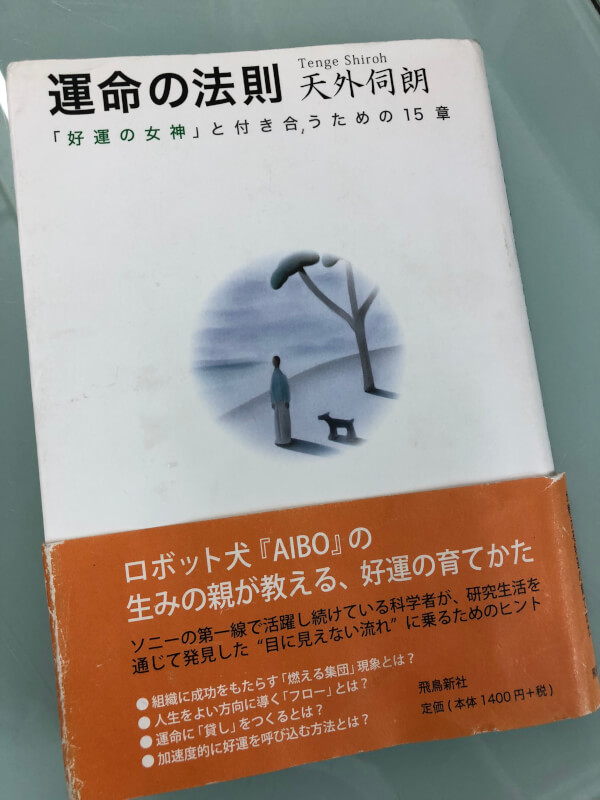 運命の法則
Tenge Shiroh
天外伺朗
「好運の女神」と付き合うための15章
ロボット犬『AIBO』の
生みの親が教える、好運の育てかた
ソニーの第一線で活躍し続けている科学者が、研究生活を
通じて発見した“目に見えない流れ”に乗るためのヒント
●組織に成功をもたらす「燃える集団」現象とは?
●人生をよい方向に導く「フロー」とは?
●運命に「貸し」をつくるとは?
●加速度的に好運を呼び込む方法とは?
飛鳥新社
定価(本体1400円+税)